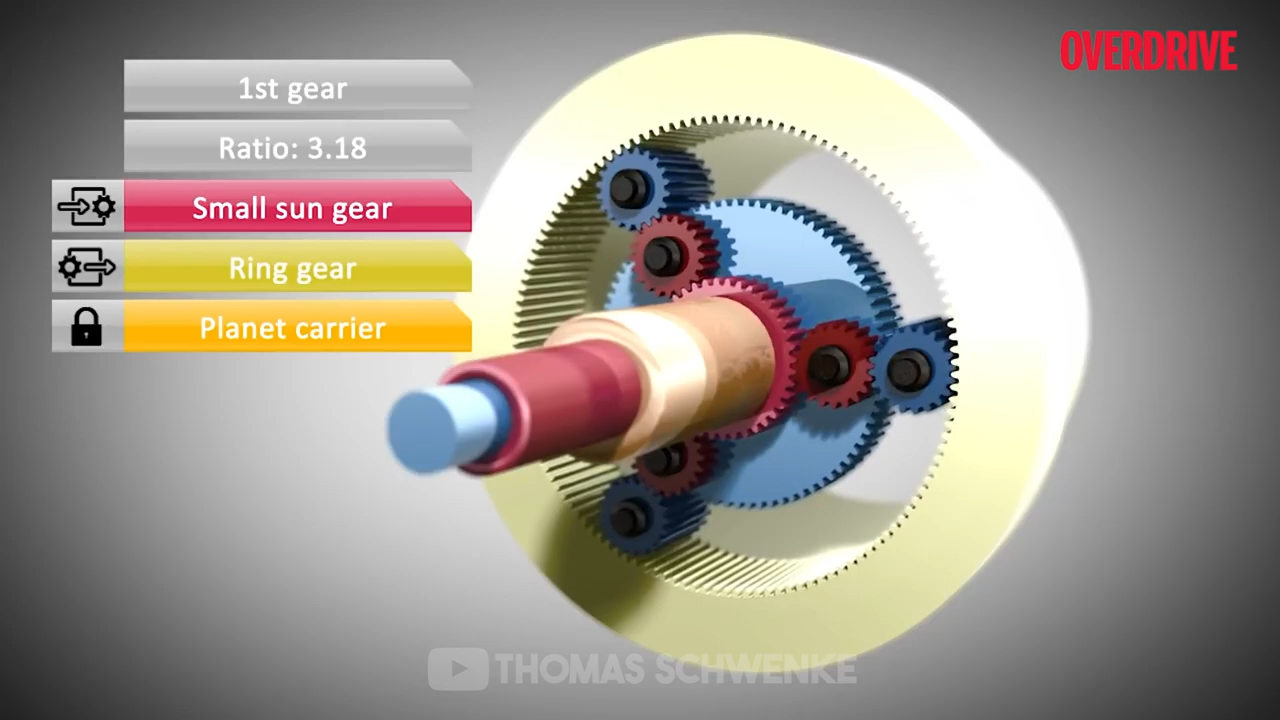 OVERDRIVE
1st gear
Ratio: 3.18
Small sun gear
Ring gear
Planet carrier
THOMAS SCHWENKE